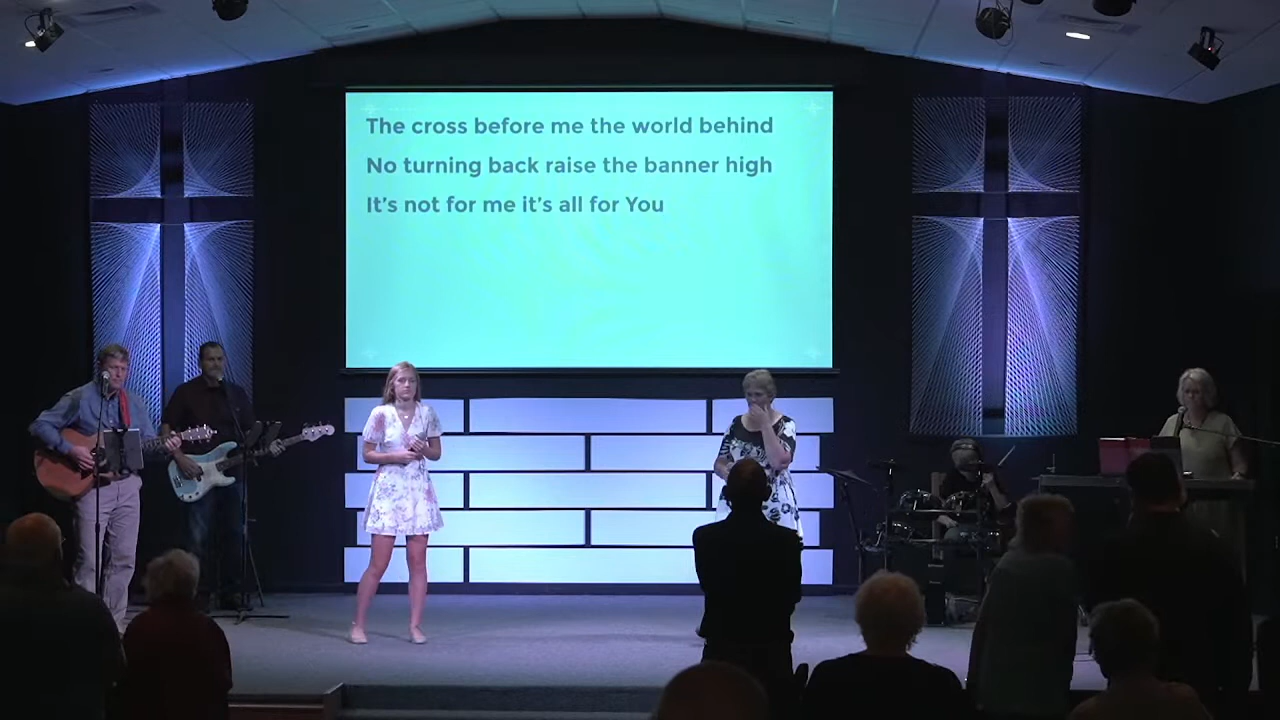 The cross before me the world behind
No turning back raise the banner high
It's not for me it's all for You